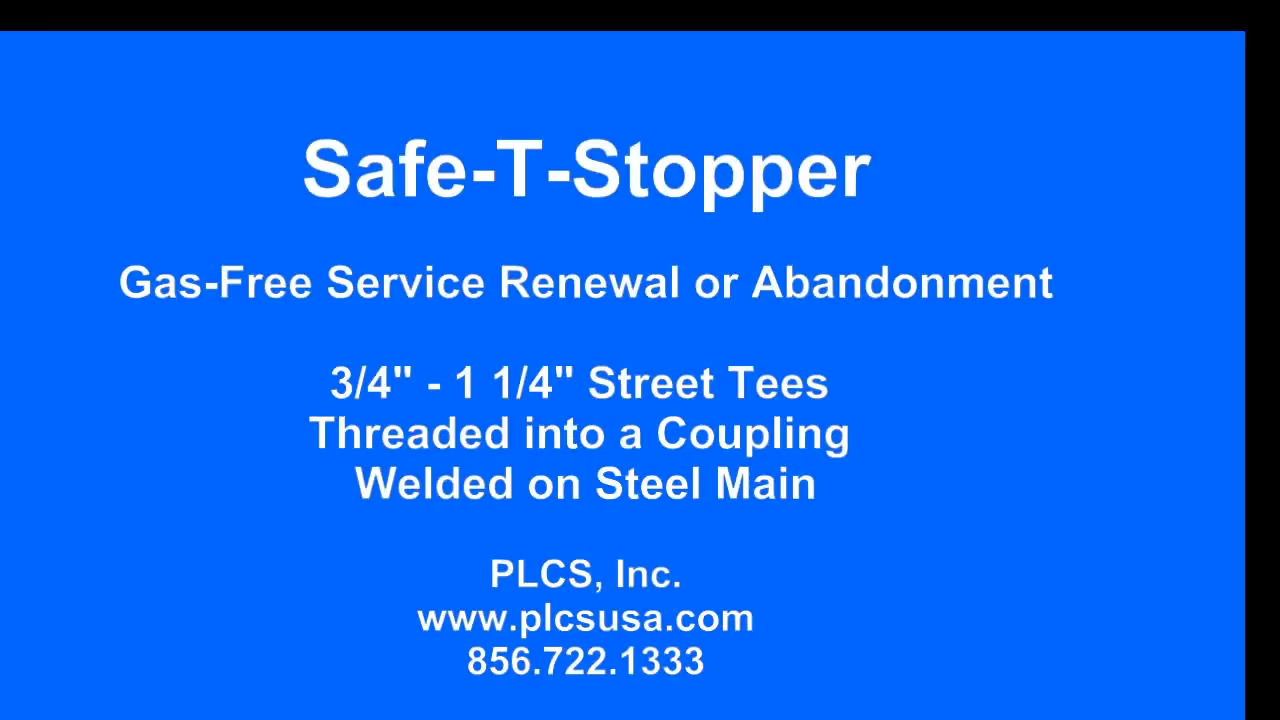 Safe-T-Stopper
Gas-Free Service Renewal or Abandonment
3/4" - 1 1/4" Street Tees
Threaded into a Coupling
Welded on Steel Main
PLCS, Inc.
www.plcsusa.com
856.722.1333